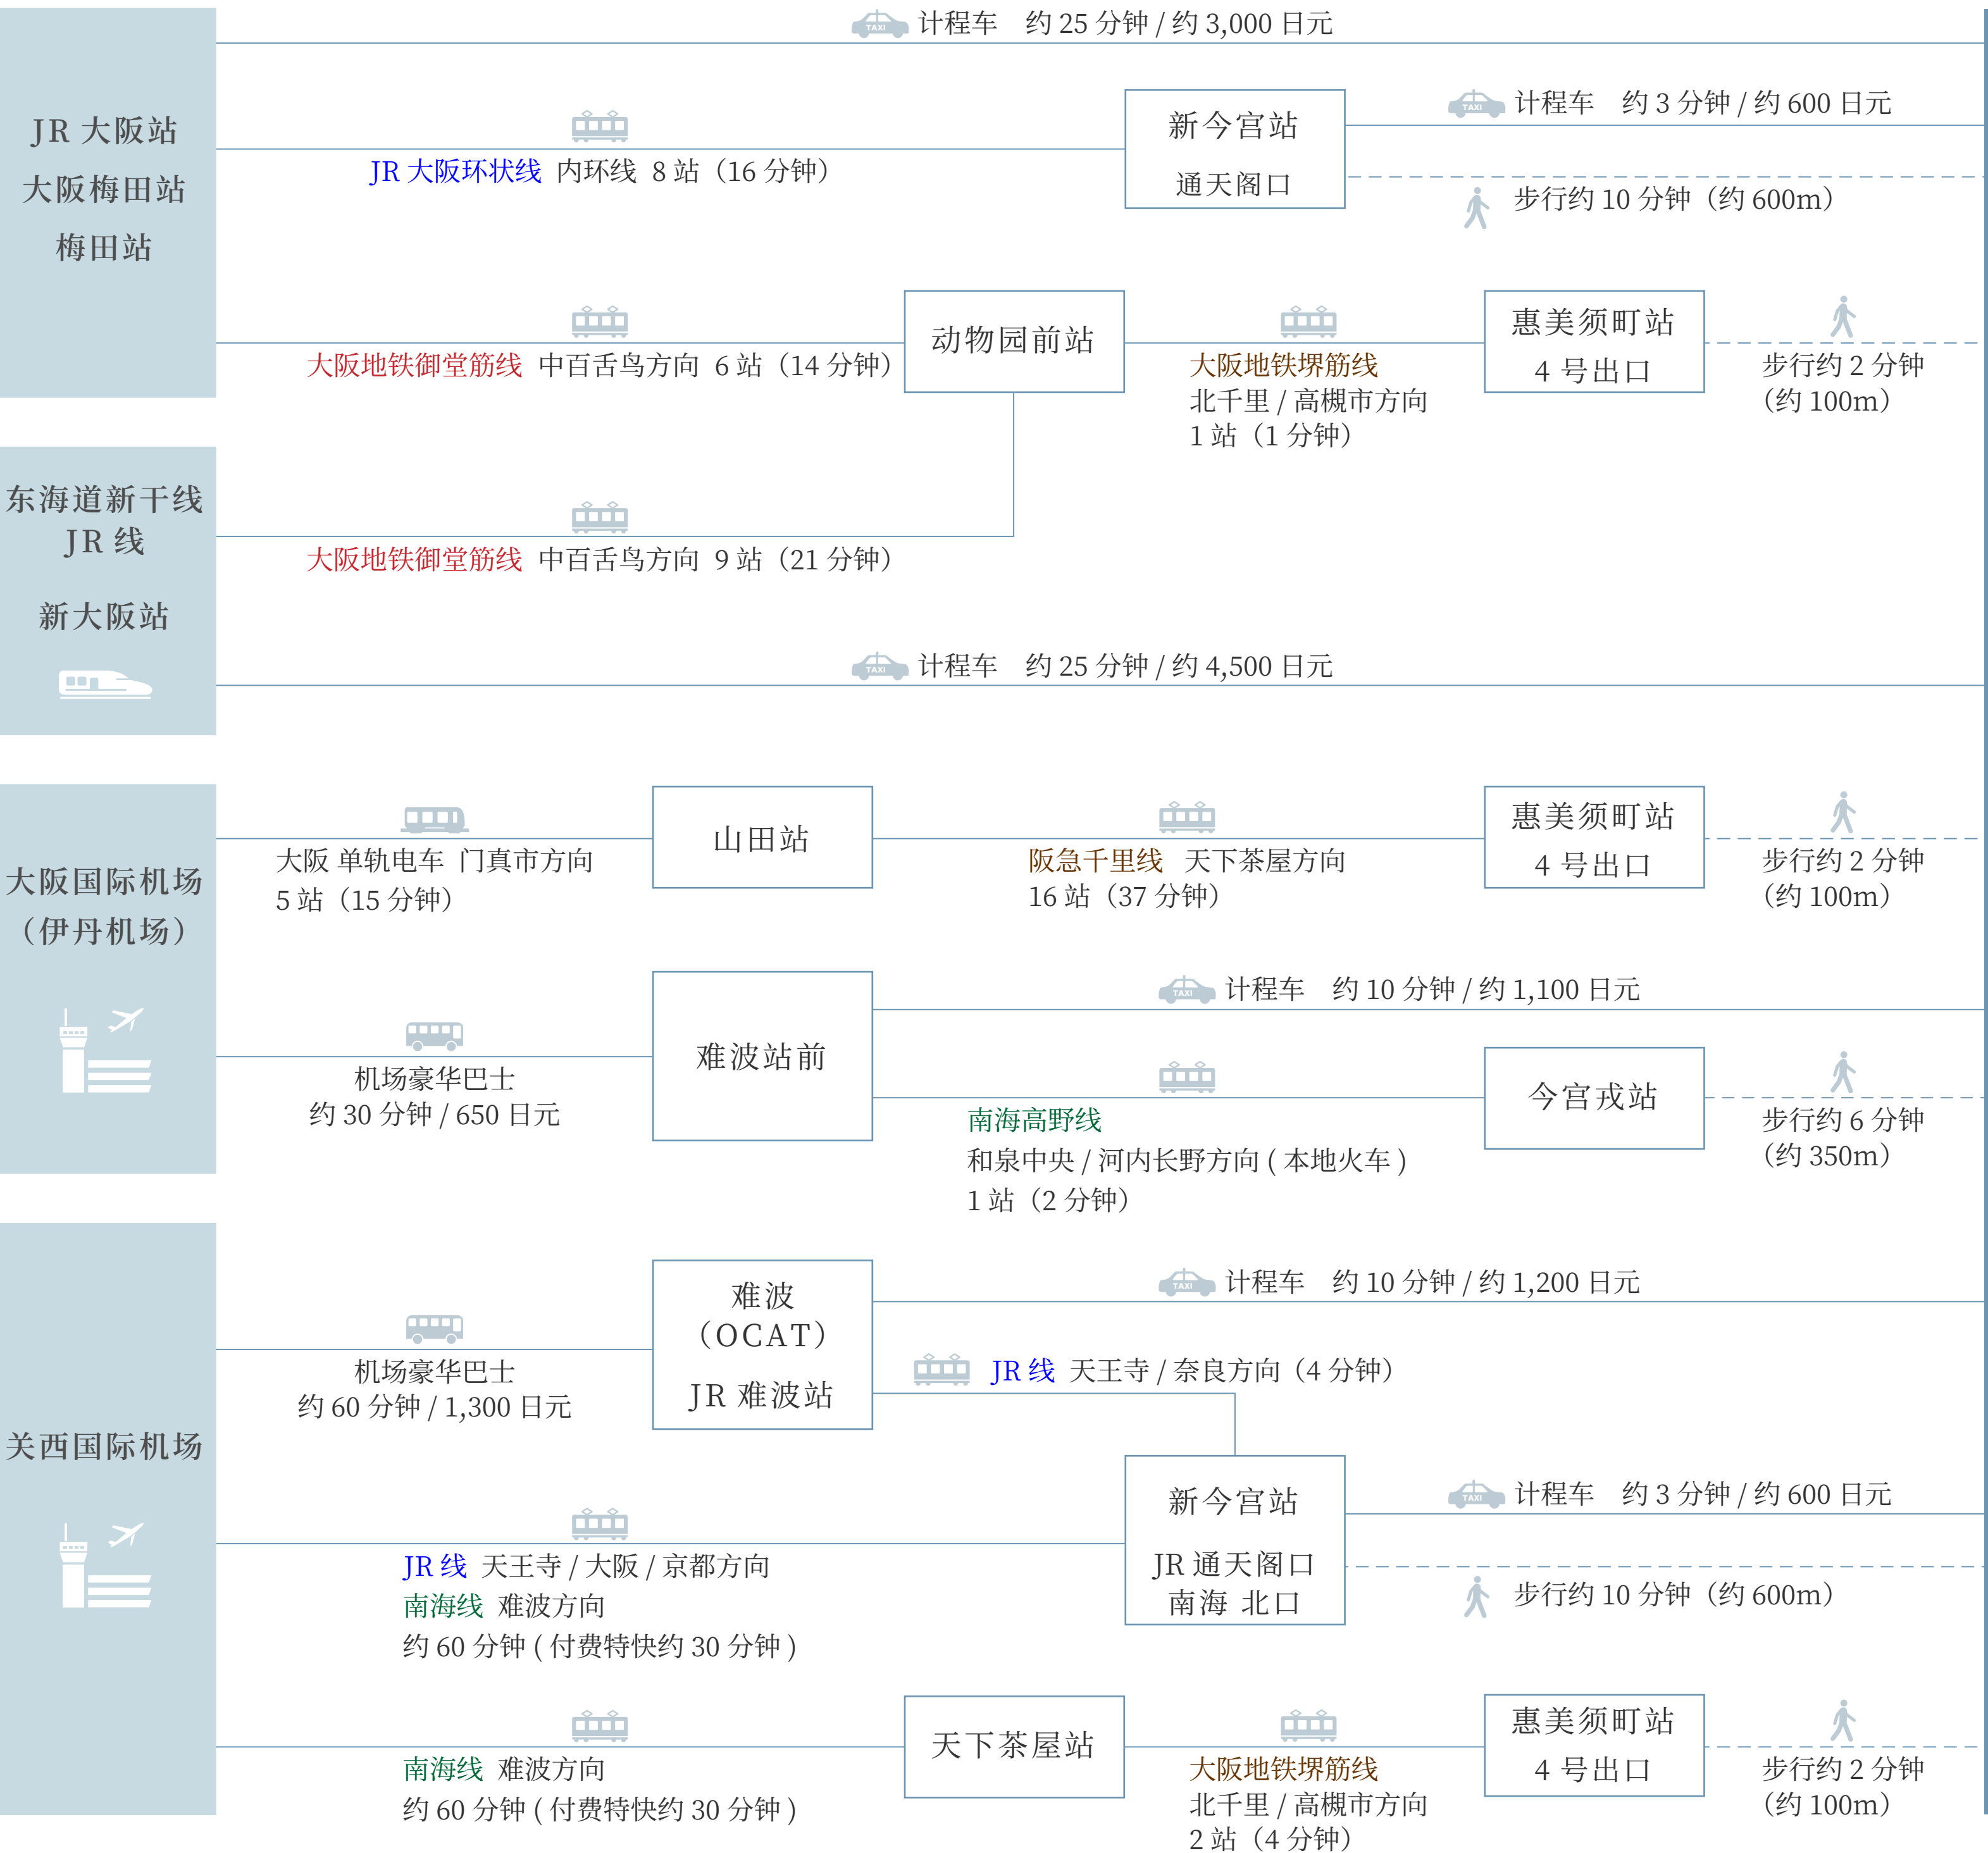 计程车 约 25 分钟 / 约 3,000 日元
JR 大阪站
大阪梅田站
梅田站
JR 大阪环状线 内环线 8 站（16 分钟）
新今宫站
通天阁口
TAXI 计程车 约 3 分钟 / 约 600 日元
步行约 10 分钟（约 600m）
大阪地铁御堂筋线 中百舌鸟方向 6 站（14 分钟）
动物园前站
大阪地铁堺筋线
北千里 / 高槻市方向
1 站（1 分钟）
惠美须町站
4 号出口
步行约 2 分钟
（约 100m）
东海道新干线
JR 线
新大阪站
大阪地铁御堂筋线 中百舌鸟方向 9 站（21 分钟）
TAXI 计程车 约 25 分钟 / 约 4,500 日元
大阪国际机场
（伊丹机场）
大阪 单轨电车 门真市方向
5 站（15 分钟）
山田站
阪急千里线 天下茶屋方向
16 站（37 分钟）
惠美须町站
4 号出口
步行约 2 分钟
（约 100m）
机场豪华巴士
约 30 分钟 / 650 日元
难波站前
TAXI 计程车 约 10 分钟 / 约 1,100 日元
南海高野线
和泉中央 / 河内长野方向 ( 本地火车 )
1 站（2 分钟）
今宫戎站
步行约 6 分钟
（约 350m）
关西国际机场
机场豪华巴士
约 60 分钟 / 1,300 日元
难波
（OCAT）
JR 难波站
TAXI 计程车 约 10 分钟 / 约 1,200 日元
JR 线 天王寺 / 奈良方向（4 分钟）
JR 线 天王寺 / 大阪 / 京都方向
南海线 难波方向
约 60 分钟 ( 付费特快约 30 分钟 )
新今宫站
JR 通天阁口
南海 北口
TAXI 计程车 约 3 分钟 / 约 600 日元
步行约 10 分钟（约 600m）
南海线 难波方向
约 60 分钟 ( 付费特快约 30 分钟 )
天下茶屋站
大阪地铁堺筋线
北千里 / 高槻市方向
2 站（4 分钟）
惠美须町站
4 号出口
步行约 2 分钟
（约 100m）